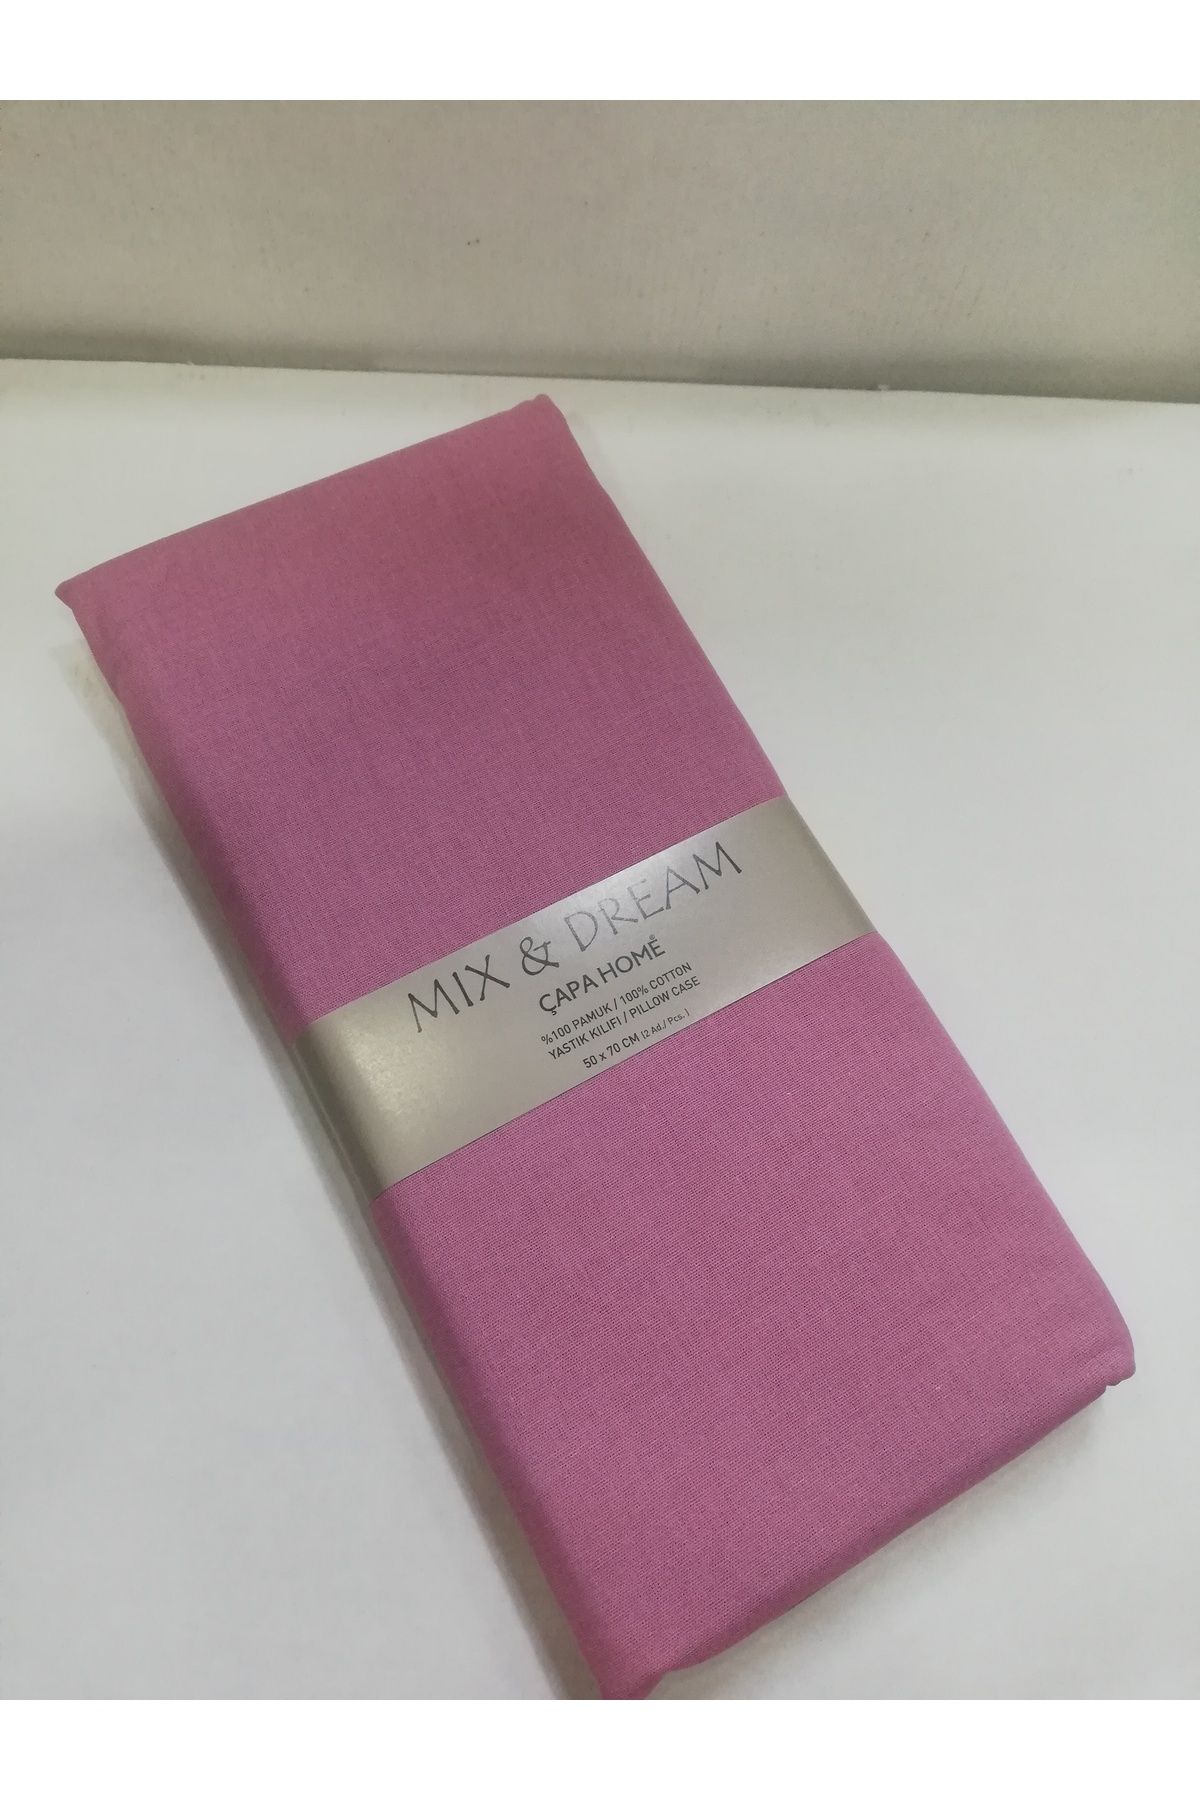 MIX & DREAM
ÇAPA HOME®
%100 PAMUK / 100% COTTON
YASTIK KILIFI / PILLOW CASE
50 x 70 CM (2 Ad./ Pcs.)